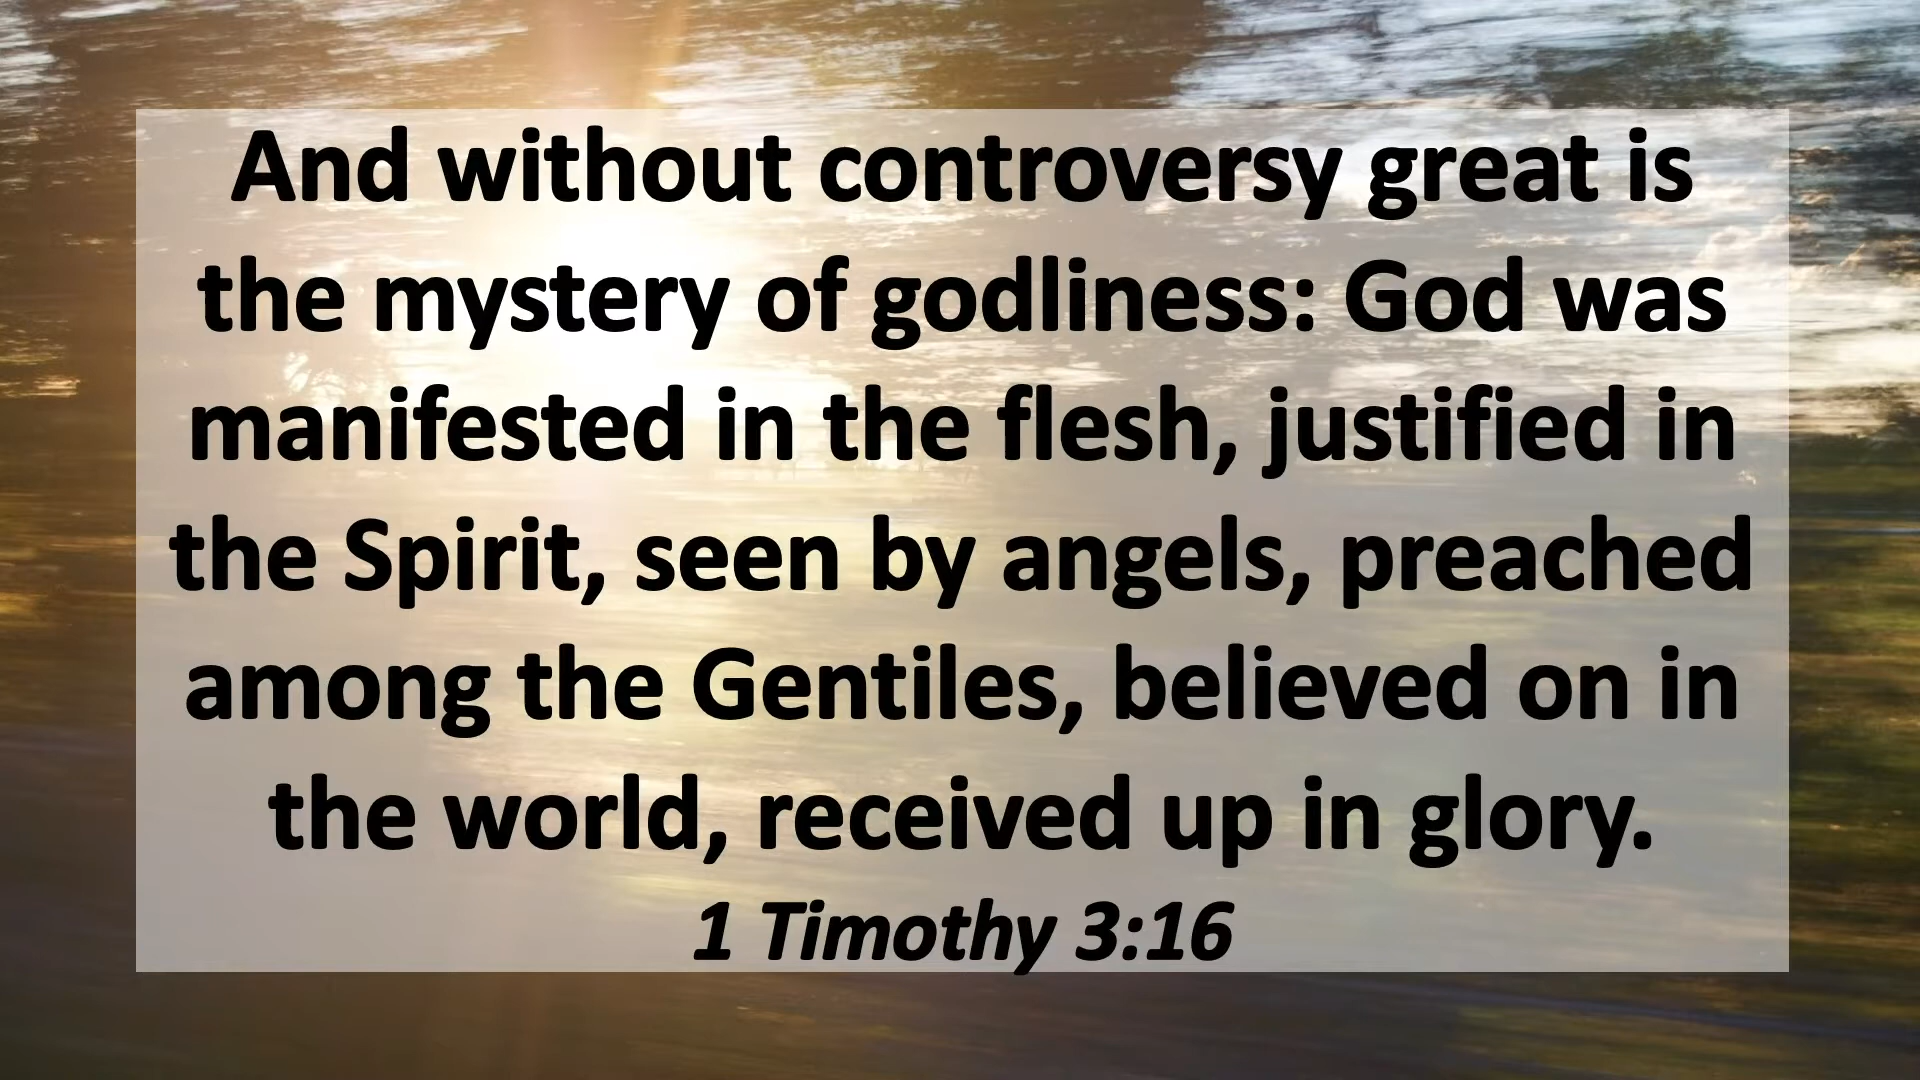 And without controversy great is
the mystery of godliness: God was
manifested in the flesh, justified in
the Spirit, seen by angels, preached
among the Gentiles, believed on in
the world, received up in glory.
1 Timothy 3:16